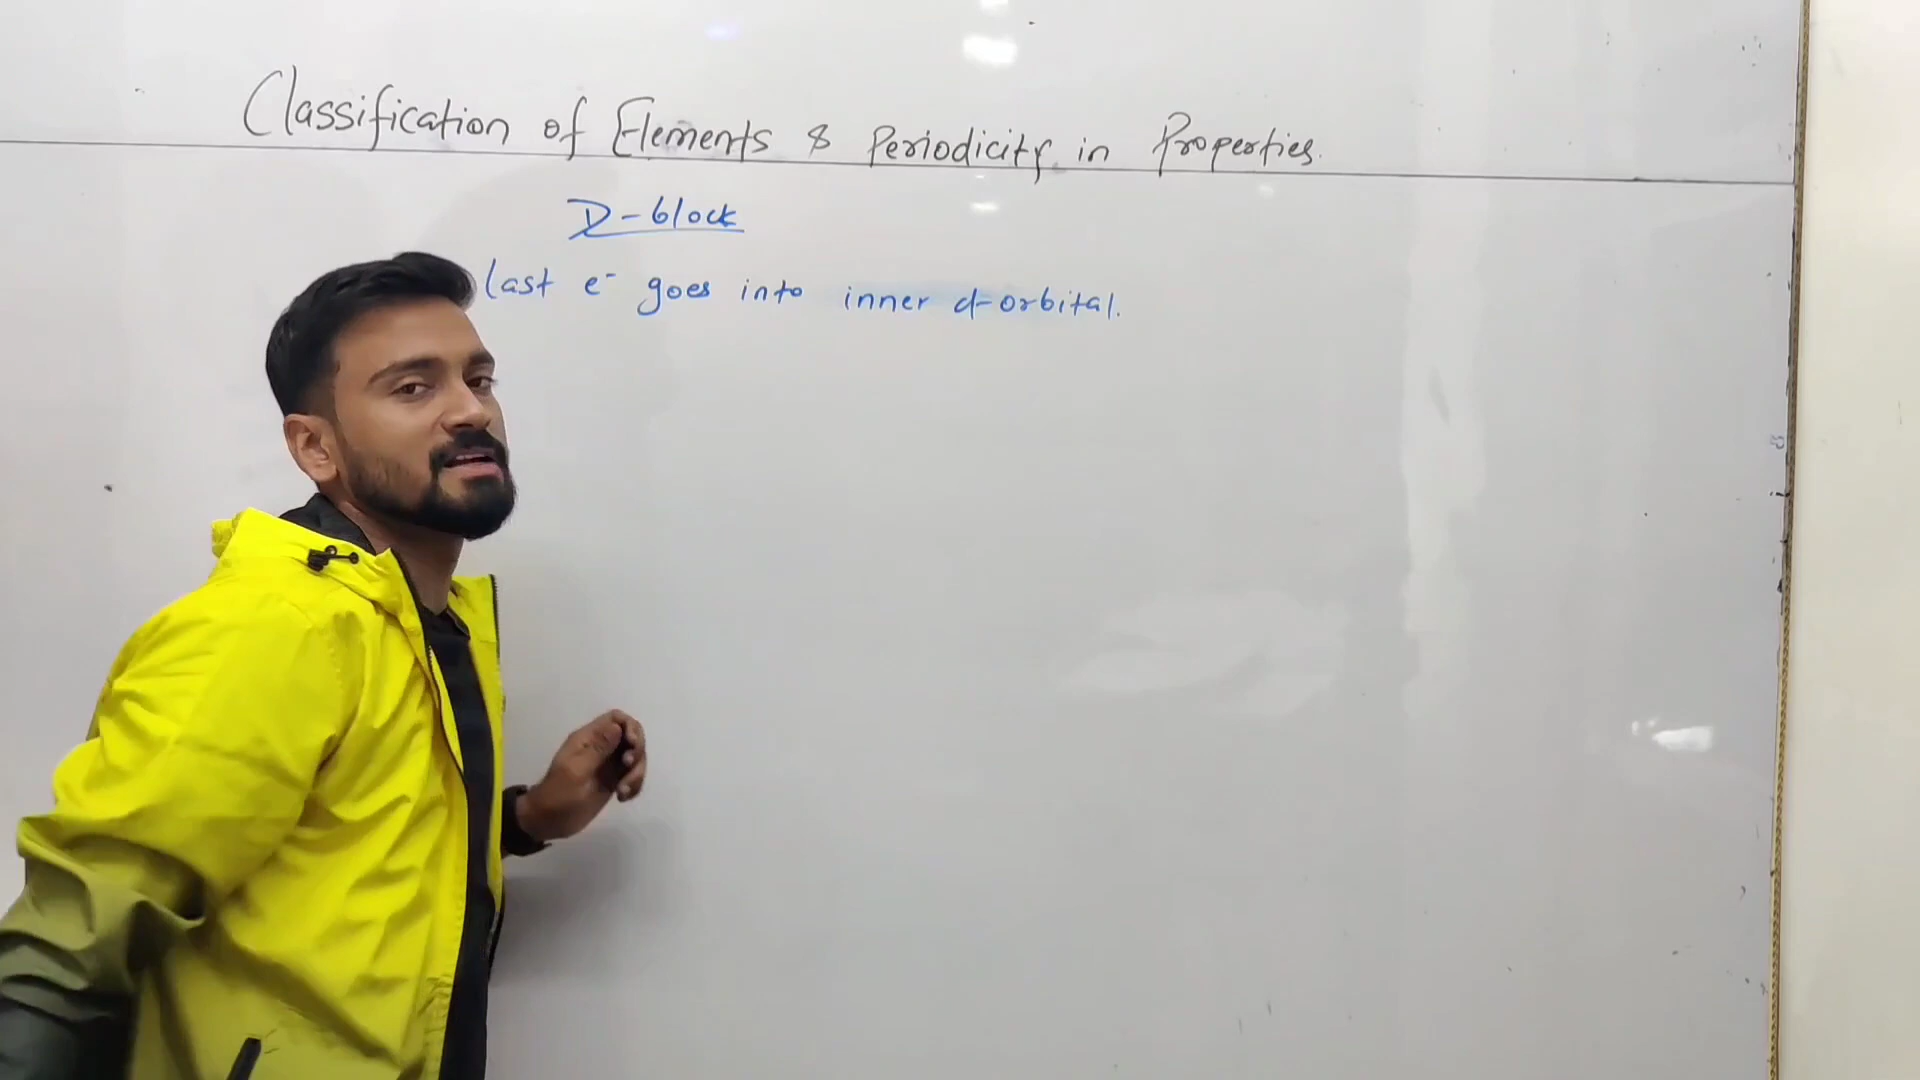 Classification of Elements & Periodicity in Properties.
D-block
last e⁻ goes into inner d-orbital.